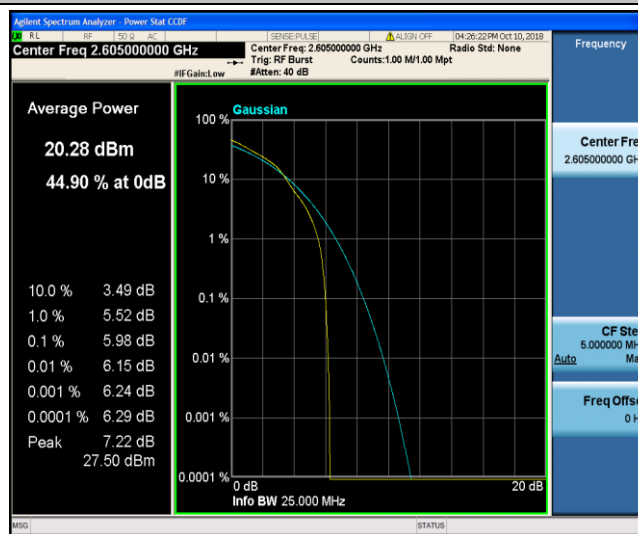 Agilent Spectrum Analyzer - Power Stat CCDF
RL RF 50 Ω AC SENSE:PULSE ALIGN OFF 04:26:22 PM Oct 10, 2018
Center Freq 2.605000000 GHz
Center Freq: 2.605000000 GHz Radio Std: None
Trig: RF Burst Counts:1.00 M/1.00 Mpt
#IFGain:Low #Atten: 40 dB
Frequency
Average Power
20.28 dBm
44.90 % at 0dB
10.0 % 3.49 dB
1.0 % 5.52 dB
0.1 % 5.98 dB
0.01 % 6.15 dB
0.001 % 6.24 dB
0.0001 % 6.29 dB
Peak 7.22 dB
27.50 dBm
Gaussian
100 %
10 %
1 %
0.1 %
0.01 %
0.001 %
0.0001 %
0 dB 20 dB
Info BW 25.000 MHz
Center Fre
2.605000000 GH
CF Ste
5.000000 MH
Auto Ma
Freq Offse
0 H
MSG STATUS